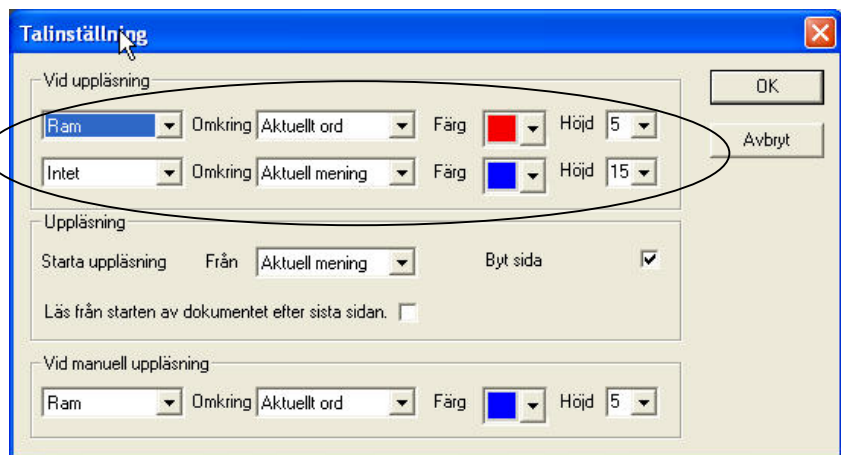 Talinställning
Vid uppläsning
OK
Ram Omkring Aktuellt ord Färg Höjd 5
Avbryt
Intet Omkring Aktuell mening Färg Höjd 15
Uppläsning
Starta uppläsning Från Aktuell mening Byt sida
Läs från starten av dokumentet efter sista sidan.
Vid manuell uppläsning
Ram Omkring Aktuellt ord Färg Höjd 5